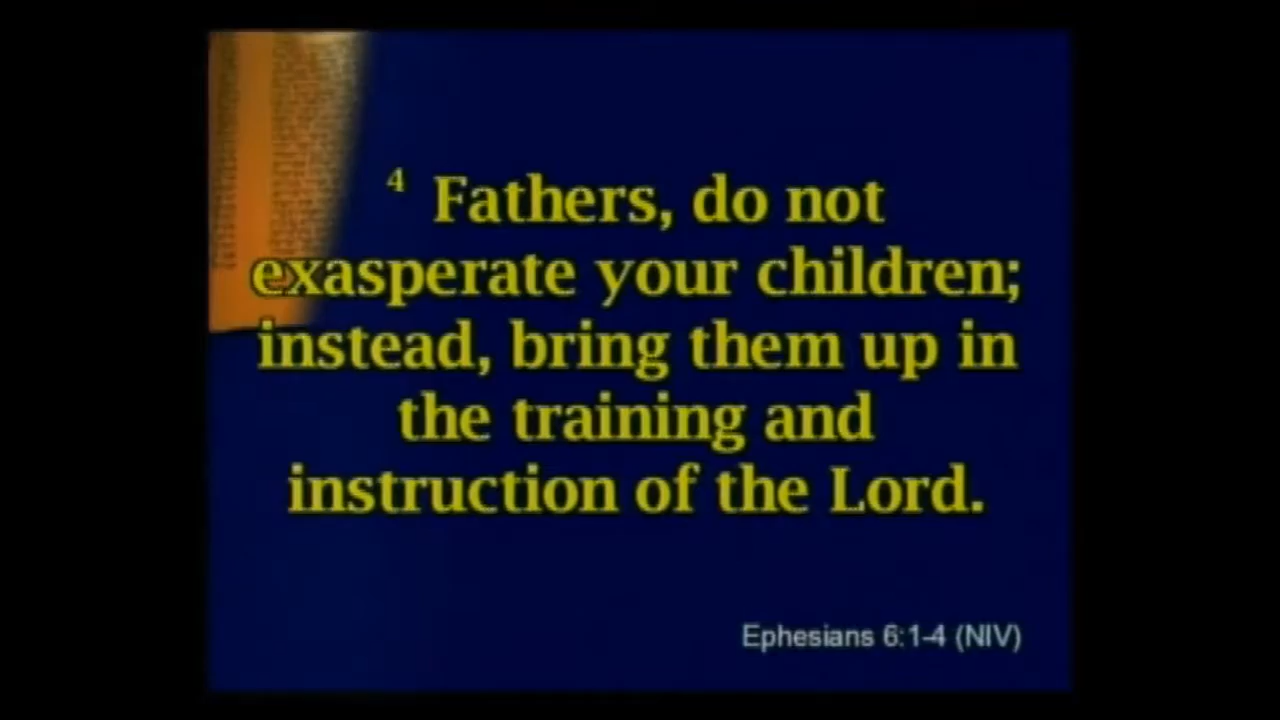 4 Fathers, do not
exasperate your children;
instead, bring them up in
the training and
instruction of the Lord.
Ephesians 6:1-4 (NIV)